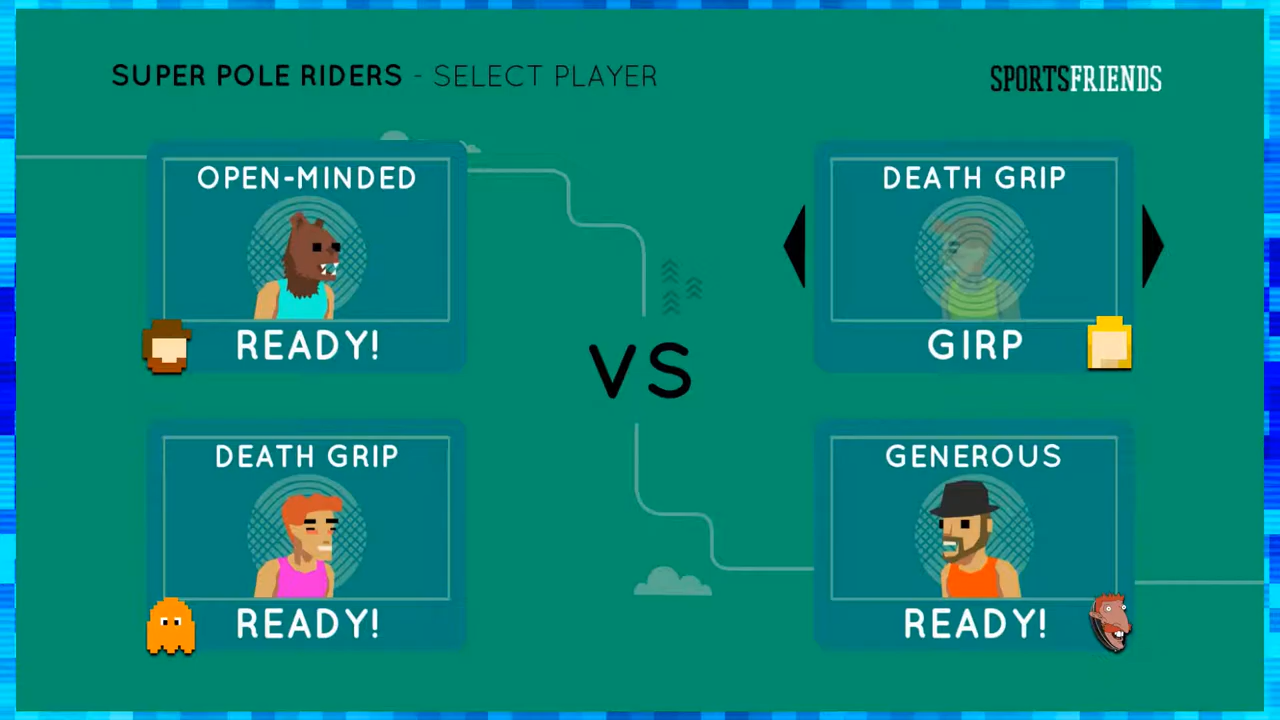 SUPER POLE RIDERS - SELECT PLAYER
SPORTSFRIENDS
OPEN-MINDED
READY!
DEATH GRIP
GIRP
VS
DEATH GRIP
READY!
GENEROUS
READY!